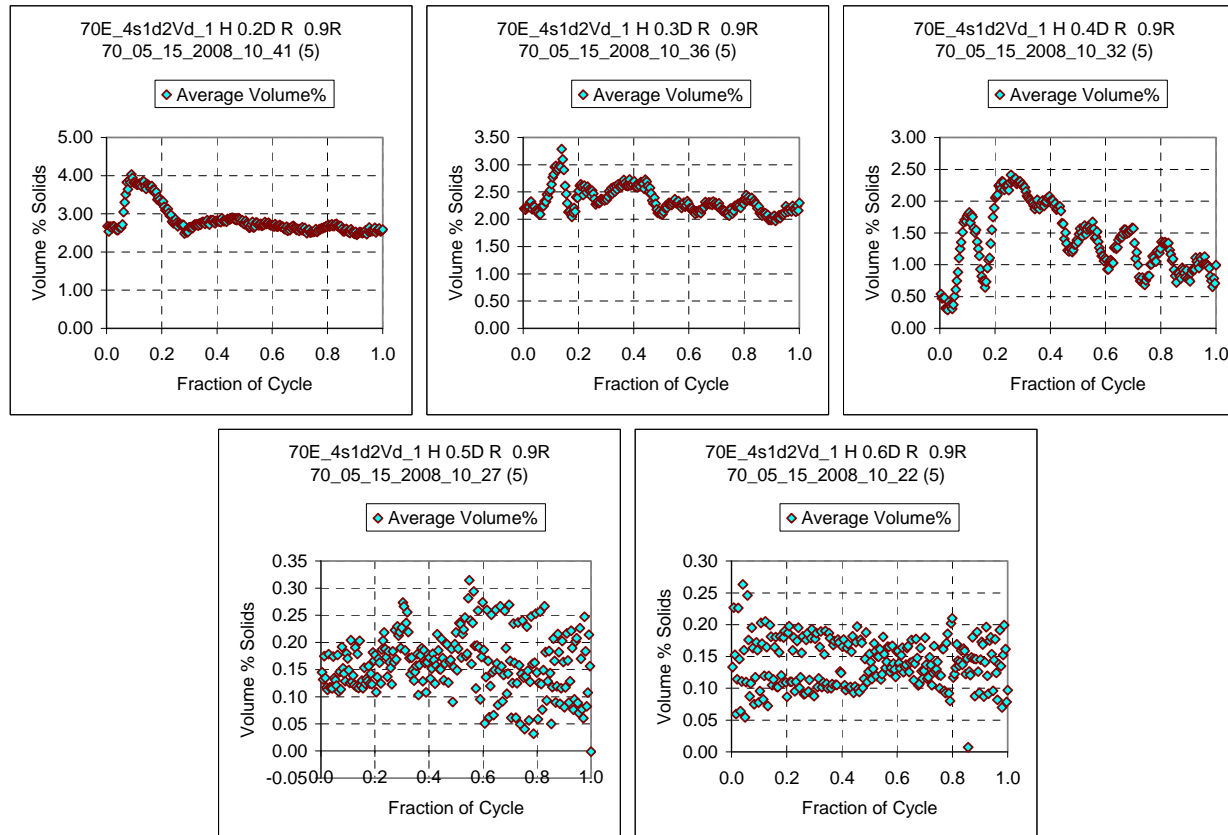 70E_4s1d2Vd_1 H 0.2D R 0.9R
70_05_15_2008_10_41 (5)
Average Volume%
Volume % Solids
5.00
4.00
3.00
2.00
1.00
0.00
0.0 0.2 0.4 0.6 0.8 1.0
Fraction of Cycle
70E_4s1d2Vd_1 H 0.3D R 0.9R
70_05_15_2008_10_36 (5)
Average Volume%
Volume % Solids
3.50
3.00
2.50
2.00
1.50
1.00
0.50
0.00
0.0 0.2 0.4 0.6 0.8 1.0
Fraction of Cycle
70E_4s1d2Vd_1 H 0.4D R 0.9R
70_05_15_2008_10_32 (5)
Average Volume%
Volume % Solids
3.00
2.50
2.00
1.50
1.00
0.50
0.00
0.0 0.2 0.4 0.6 0.8 1.0
Fraction of Cycle
70E_4s1d2Vd_1 H 0.5D R 0.9R
70_05_15_2008_10_27 (5)
Average Volume%
Volume % Solids
0.35
0.30
0.25
0.20
0.15
0.10
0.05
0.00
-0.05
0.0 0.2 0.4 0.6 0.8 1.0
Fraction of Cycle
70E_4s1d2Vd_1 H 0.6D R 0.9R
70_05_15_2008_10_22 (5)
Average Volume%
Volume % Solids
0.30
0.25
0.20
0.15
0.10
0.05
0.00
0.0 0.2 0.4 0.6 0.8 1.0
Fraction of Cycle